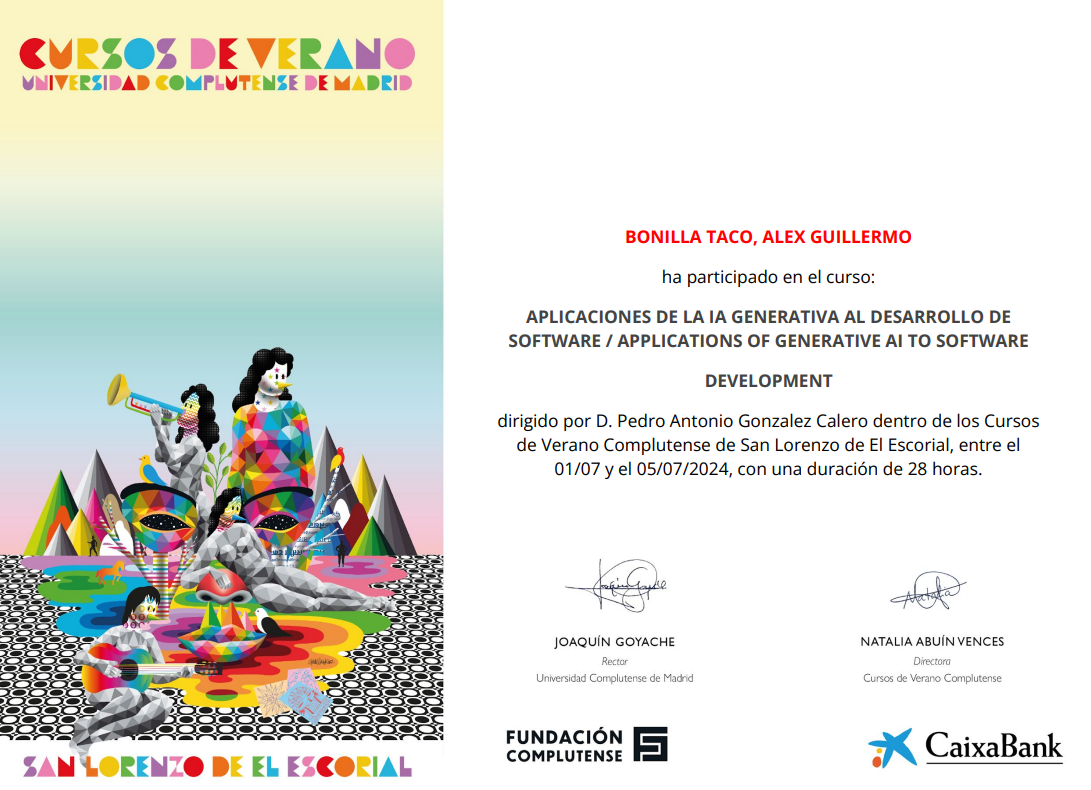 CURSOS DE VERANO
UNIVERSIDAD COMPLUTENSE DE MADRID
SAN LORENZO DE EL ESCORIAL
BONILLA TACO, ALEX GUILLERMO
ha participado en el curso:
APLICACIONES DE LA IA GENERATIVA AL DESARROLLO DE
SOFTWARE / APPLICATIONS OF GENERATIVE AI TO SOFTWARE
DEVELOPMENT
dirigido por D. Pedro Antonio Gonzalez Calero dentro de los Cursos
de Verano Complutense de San Lorenzo de El Escorial, entre el
01/07 y el 05/07/2024, con una duración de 28 horas.
JOAQUÍN GOYACHE
Rector
Universidad Complutense de Madrid
NATALIA ABUÍN VENCES
Directora
Cursos de Verano Complutense
FUNDACIÓN
COMPLUTENSE
CaixaBank